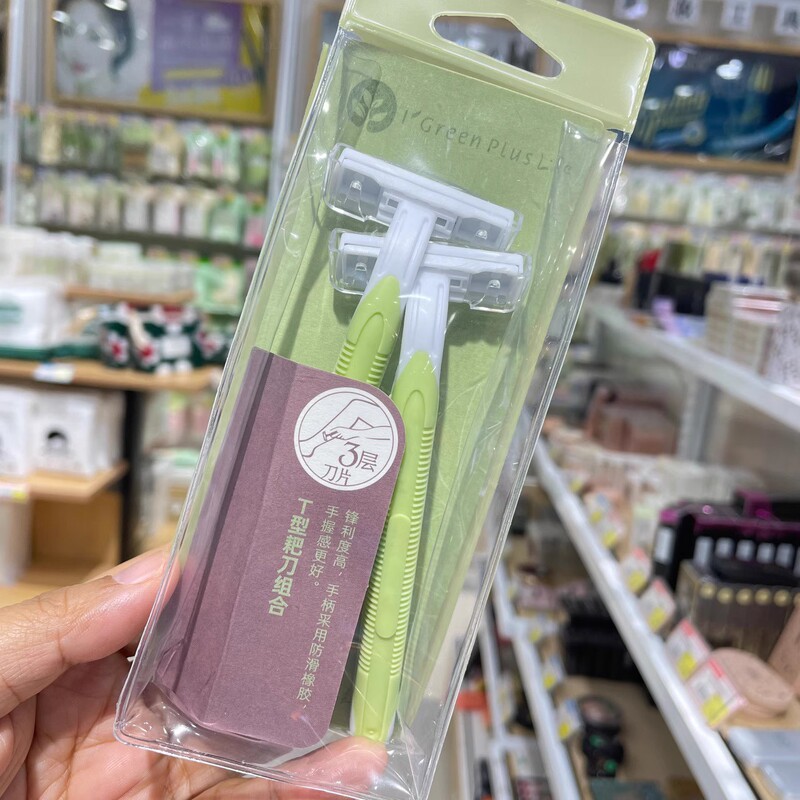 I'Green Plus Life
3层
刀片
锋利度高，手柄采用防滑橡胶，
手握感更好。
T型耙刀组合